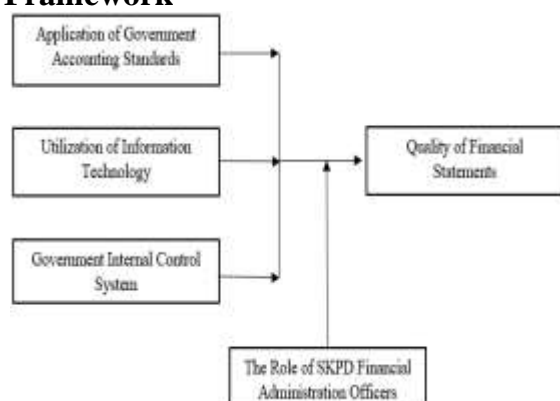 Framework
Application of Government
Accounting Standards
Utilization of Information
Technology
Quality of Financial
Statements
Government Internal Control
System
The Role of SKPD Financial
Administration Officers